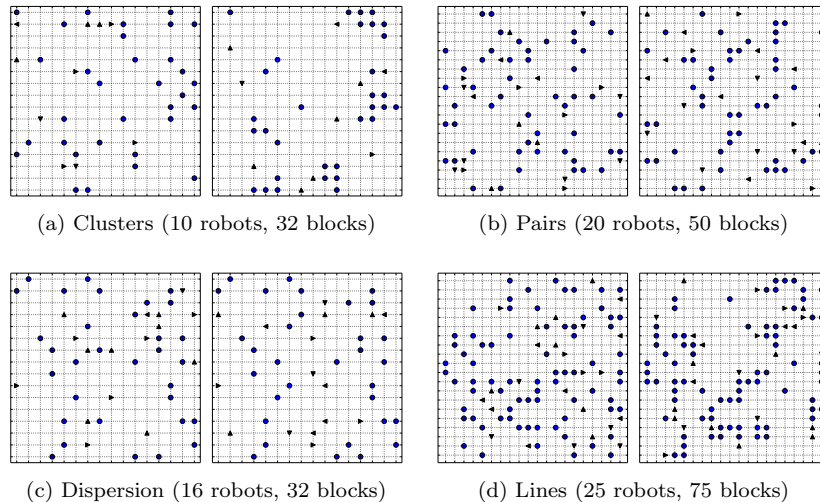 (a) Clusters (10 robots, 32 blocks)
(b) Pairs (20 robots, 50 blocks)
(c) Dispersion (16 robots, 32 blocks)
(d) Lines (25 robots, 75 blocks)